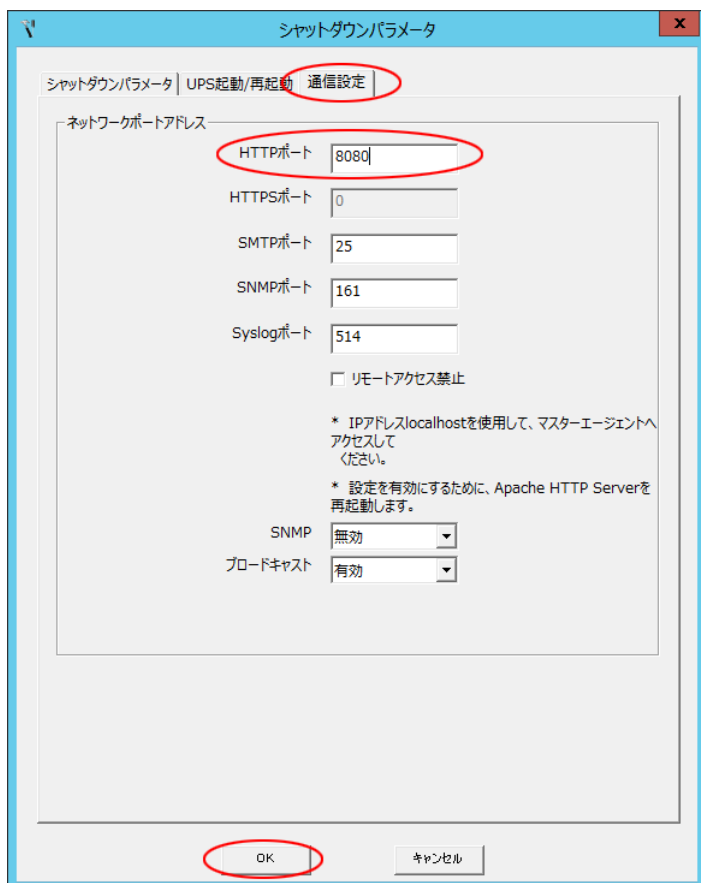 シャットダウンパラメータ
x
シャットダウンパラメータ UPS起動/再起動 通信設定
ネットワークポートアドレス
HTTPポート 8080
HTTPSポート 0
SMTPポート 25
SNMPポート 161
Syslogポート 514
リモートアクセス禁止
* IPアドレスlocalhostを使用して、マスターエージェントへ
アクセスして
ください。
* 設定を有効にするために、Apache HTTP Serverを
再起動します。
SNMP 無効
ブロードキャスト 有効
OK キャンセル